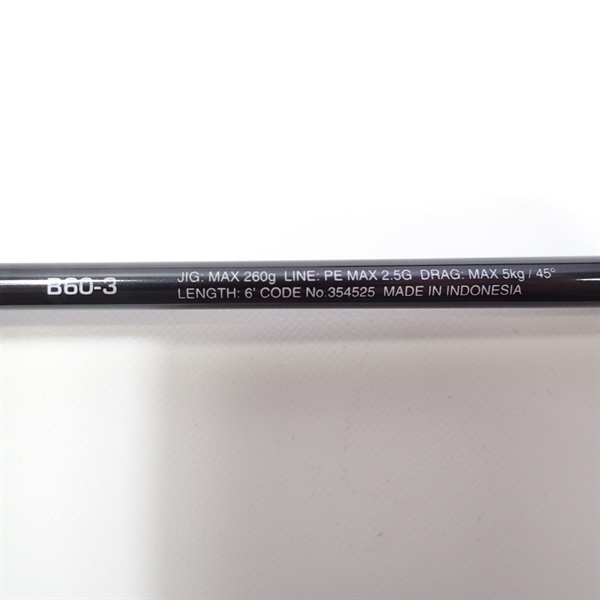 B60-3
JIG: MAX 260g LINE: PE MAX 2.5G DRAG: MAX 5kg / 45°
LENGTH: 6' CODE No.354525 MADE IN INDONESIA